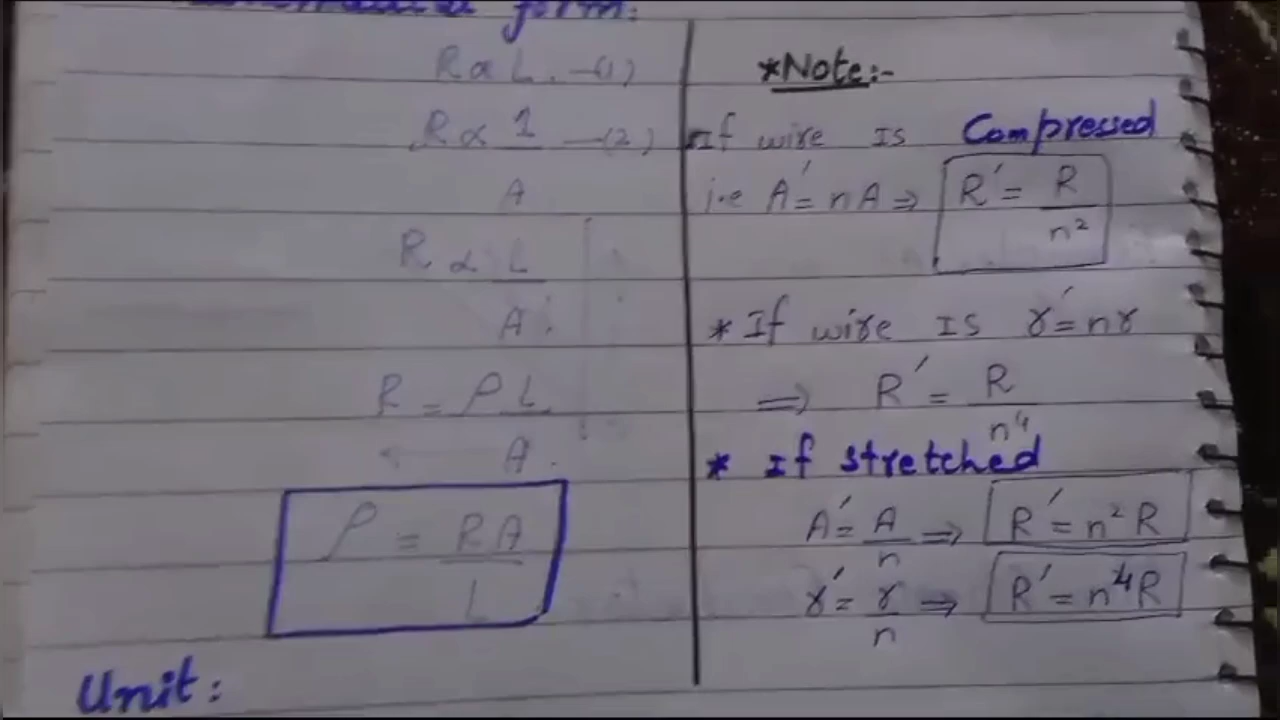 form:
R ∝ L. —(1)
R ∝ 1 —(2)
A
R ∝ L
A.
R = ρL.
A.
ρ = RA
L
Unit:
*Note:-
If wire Is Compressed
i.e A′ = nA ⇒ R′ = R
n²
* If wire Is r′ = nr
⇒ R′ = R
n⁴
* If stretched
A′ = A ⇒ R′ = n²R
n
r′ = r ⇒ R′ = n⁴R
n